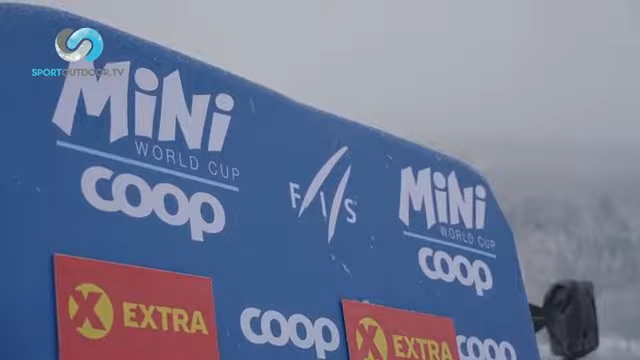 SPORTOUTDOOR.TV
MiNi
WORLD CUP
coop
FIS
MiNi
WORLD CUP
coop
X EXTRA
coop
X EXTRA
coop